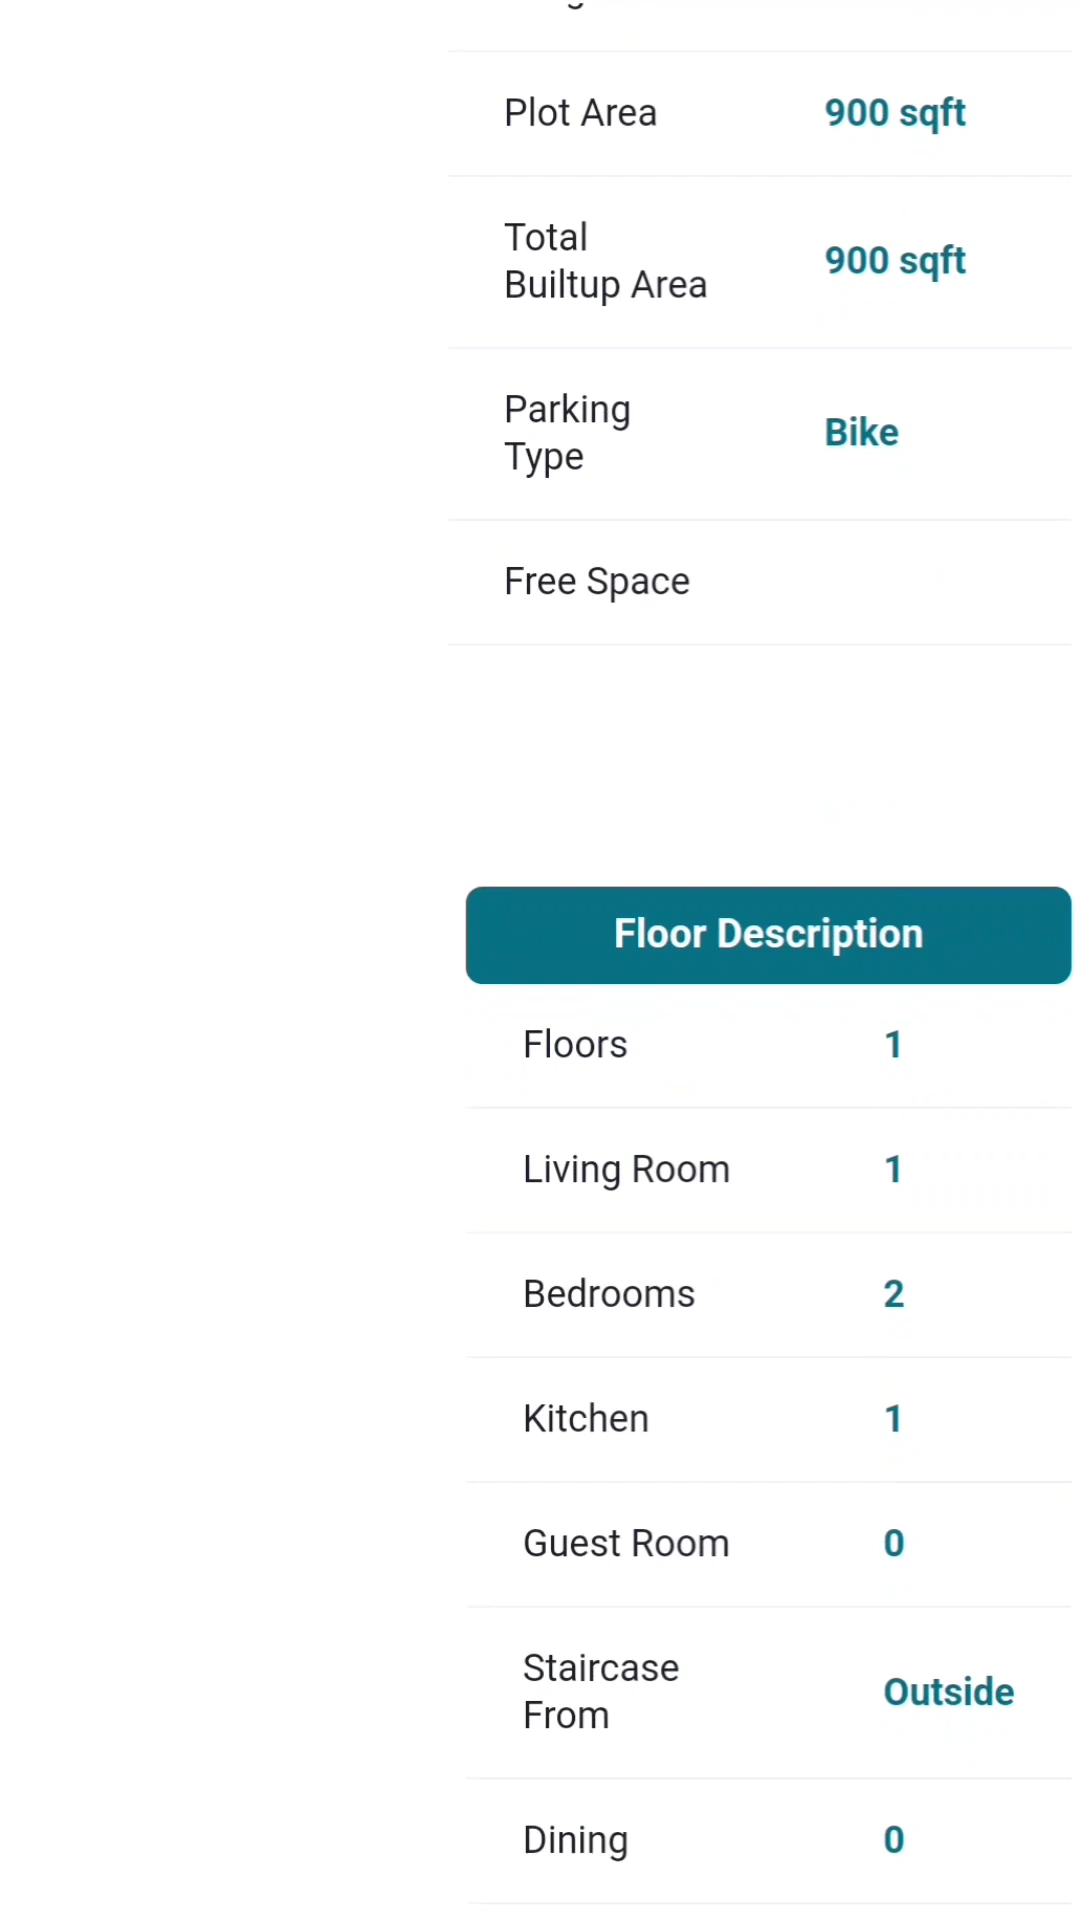 Plot Area 900 sqft
Total
Builtup Area 900 sqft
Parking
Type Bike
Free Space
Floor Description
Floors 1
Living Room 1
Bedrooms 2
Kitchen 1
Guest Room 0
Staircase
From Outside
Dining 0